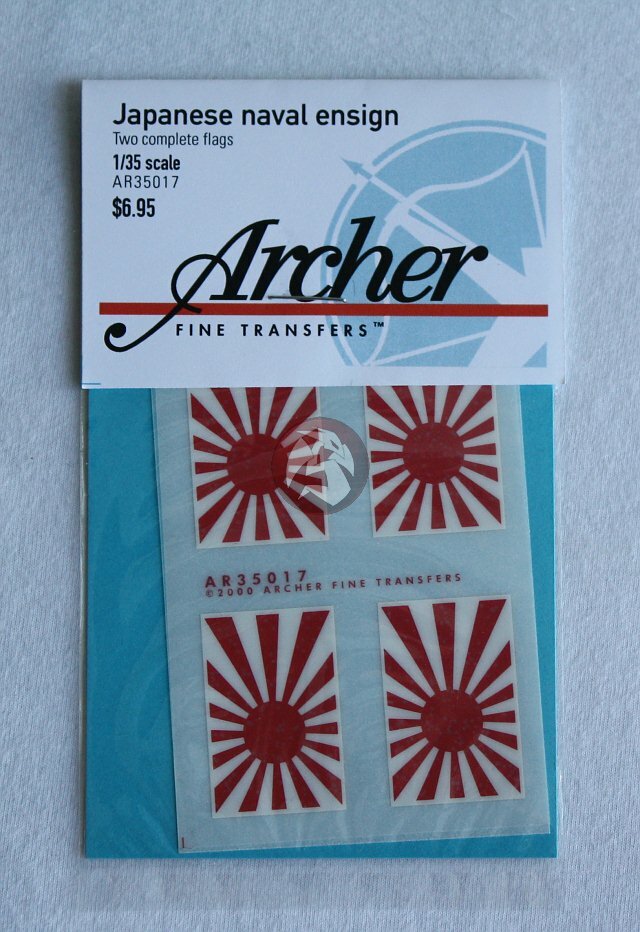 Japanese naval ensign
Two complete flags
1/35 scale
AR35017
$6.95
Archer
FINE TRANSFERS™
AR35017
©2000 ARCHER FINE TRANSFERS